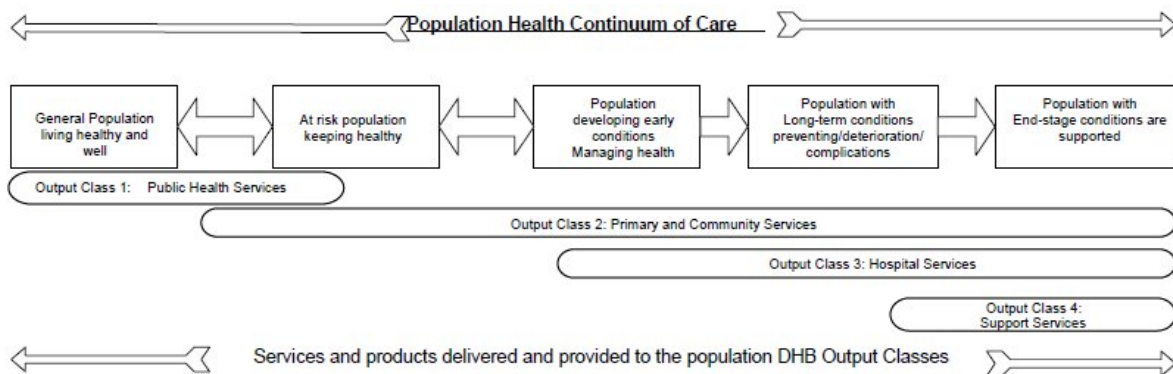 Population Health Continuum of Care
General Population
living healthy and
well
At risk population
keeping healthy
Population
developing early
conditions
Managing health
Population with
Long-term conditions
preventing/deterioration/
complications
Population with
End-stage conditions are
supported
Output Class 1: Public Health Services
Output Class 2: Primary and Community Services
Output Class 3: Hospital Services
Output Class 4:
Support Services
Services and products delivered and provided to the population DHB Output Classes